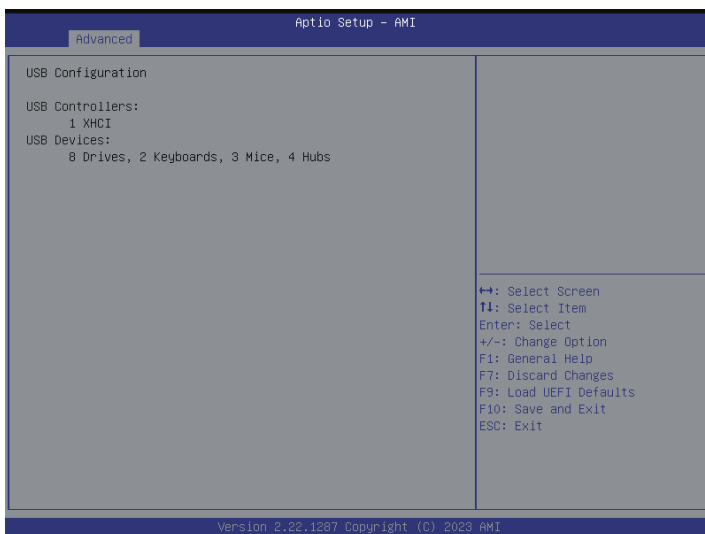 Aptio Setup – AMI
Advanced
USB Configuration
USB Controllers:
1 XHCI
USB Devices:
8 Drives, 2 Keyboards, 3 Mice, 4 Hubs
↔: Select Screen
↑↓: Select Item
Enter: Select
+/-: Change Option
F1: General Help
F7: Discard Changes
F9: Load UEFI Defaults
F10: Save and Exit
ESC: Exit
Version 2.22.1287 Copyright (C) 2023 AMI